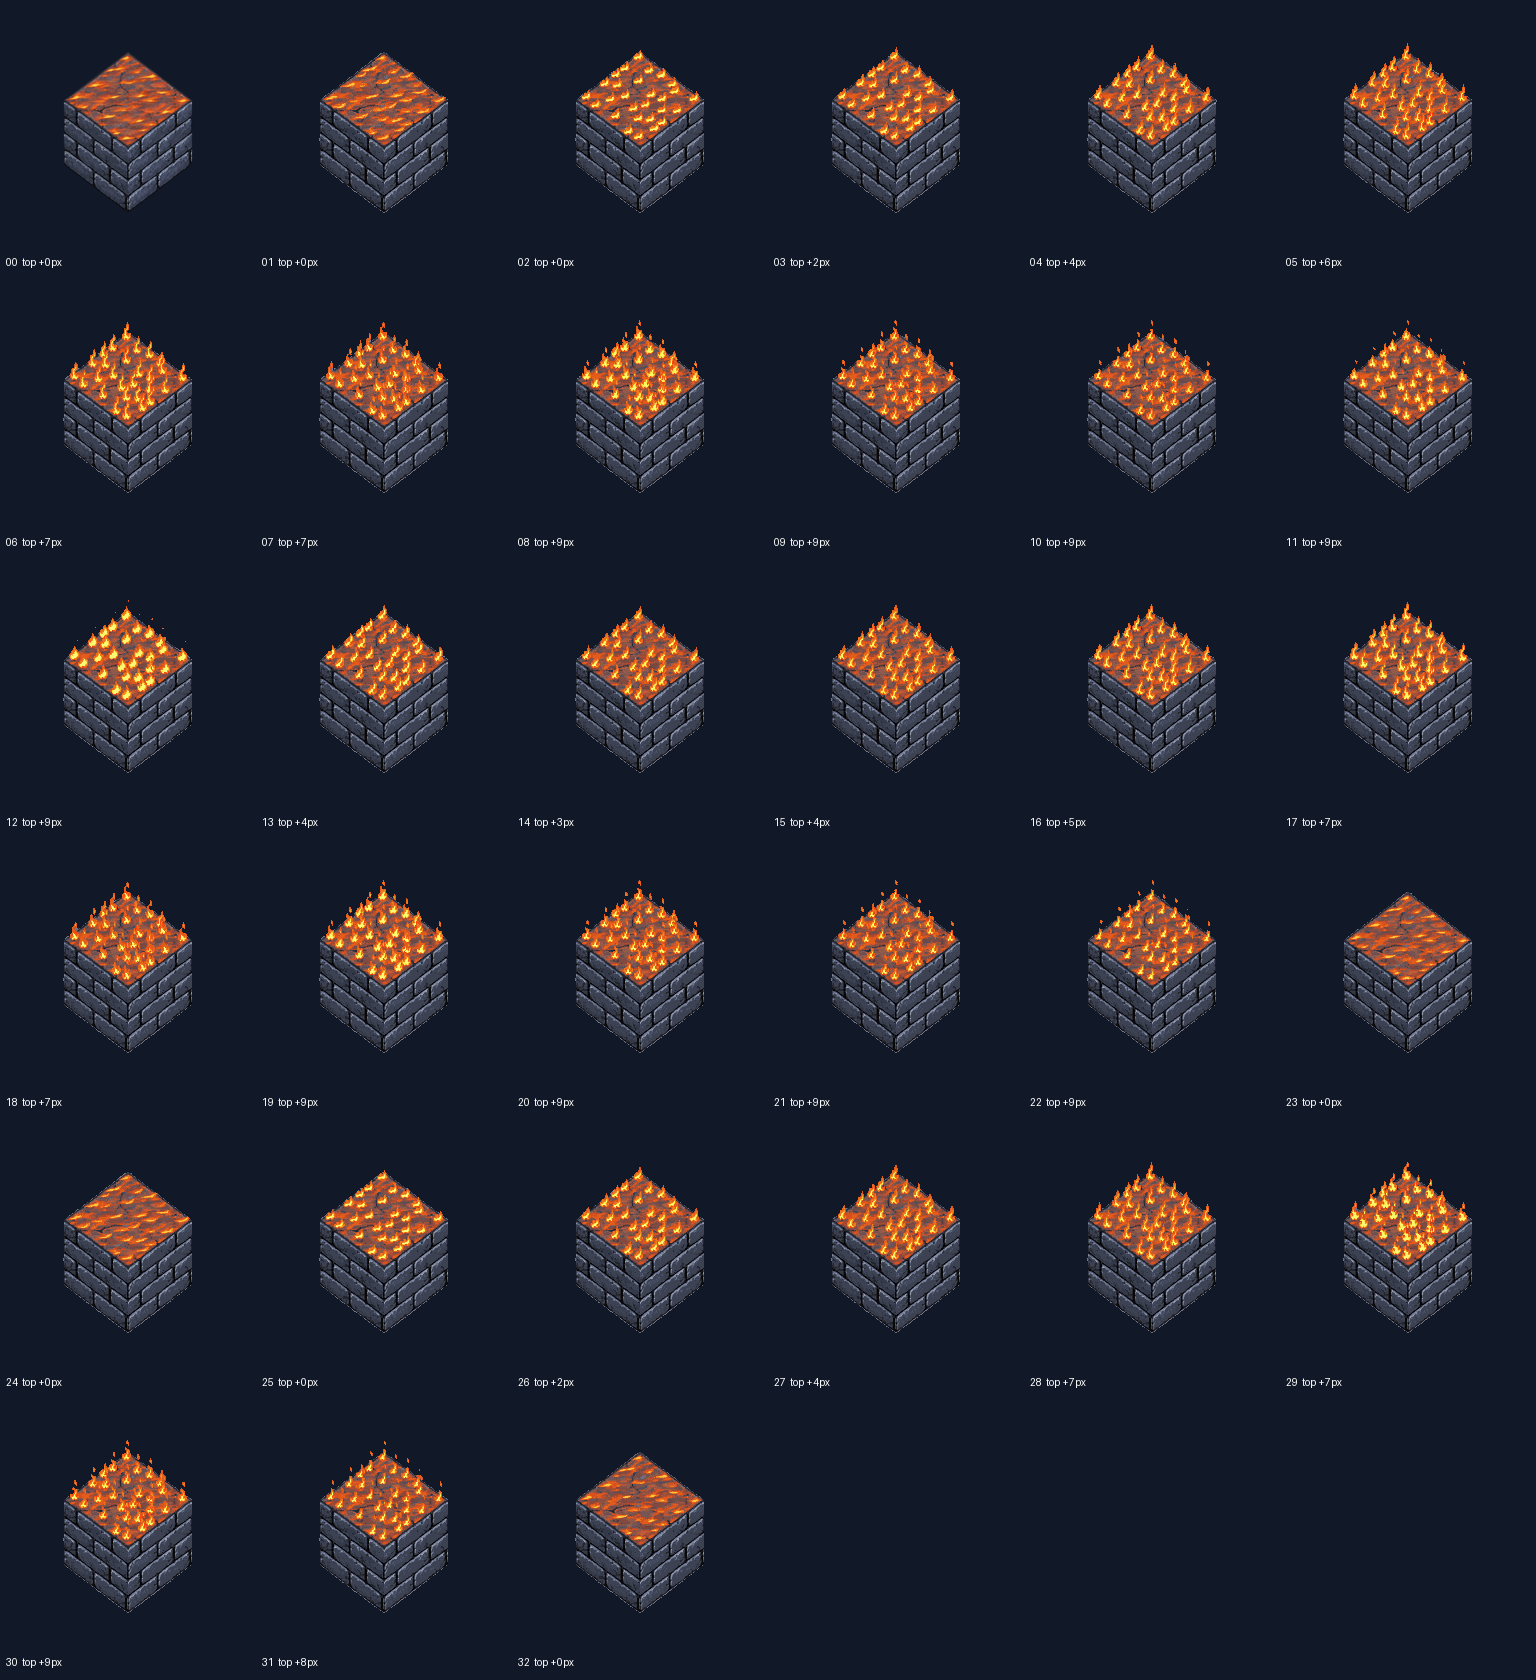 00 top +0px
01 top +0px
02 top +0px
03 top +2px
04 top +4px
05 top +6px
06 top +7px
07 top +7px
08 top +9px
09 top +9px
10 top +9px
11 top +9px
12 top +9px
13 top +4px
14 top +3px
15 top +4px
16 top +5px
17 top +7px
18 top +7px
19 top +9px
20 top +9px
21 top +9px
22 top +9px
23 top +0px
24 top +0px
25 top +0px
26 top +2px
27 top +4px
28 top +7px
29 top +7px
30 top +9px
31 top +8px
32 top +0px